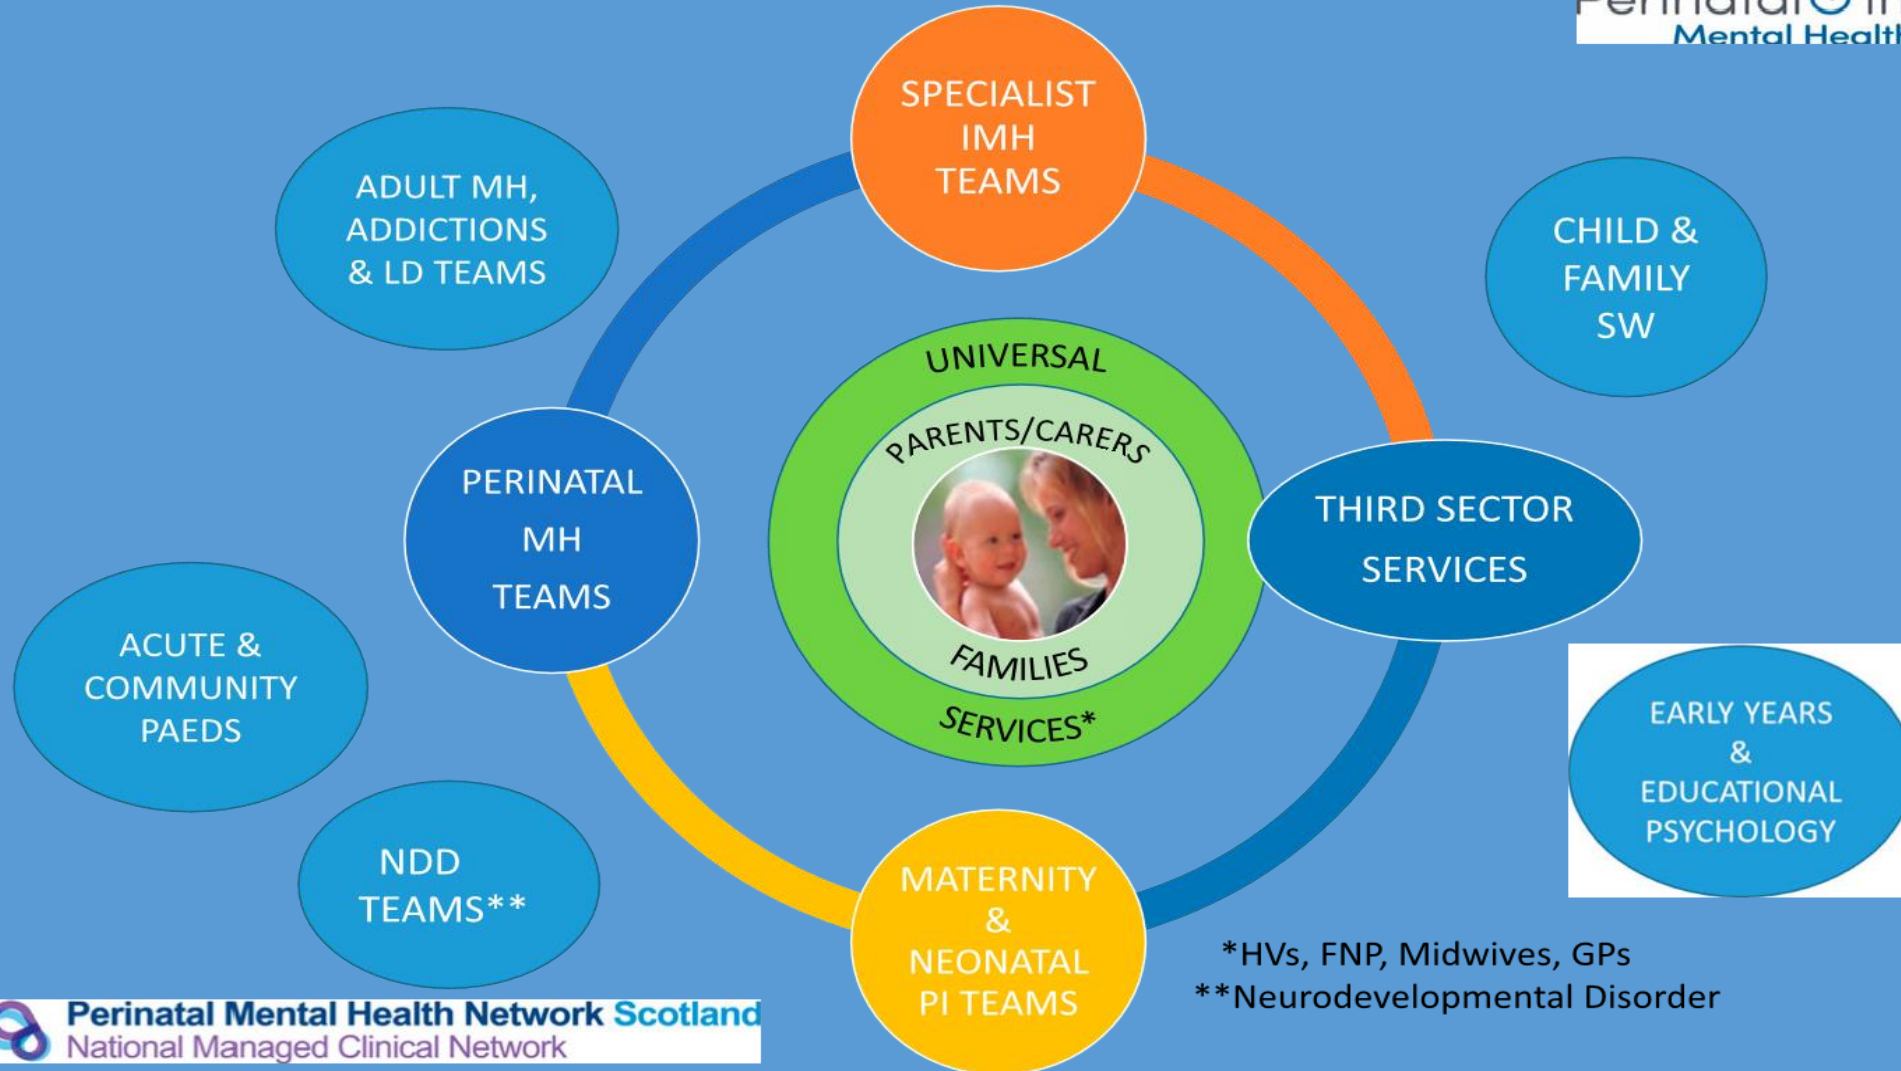 Mental Health
SPECIALIST
IMH
TEAMS
ADULT MH,
ADDICTIONS
& LD TEAMS
CHILD &
FAMILY
SW
UNIVERSAL
PARENTS/CARERS
FAMILIES
SERVICES*
PERINATAL
MH
TEAMS
THIRD SECTOR
SERVICES
ACUTE &
COMMUNITY
PAEDS
EARLY YEARS
&
EDUCATIONAL
PSYCHOLOGY
NDD
TEAMS**
MATERNITY
&
NEONATAL
PI TEAMS
*HVs, FNP, Midwives, GPs
**Neurodevelopmental Disorder
Perinatal Mental Health Network Scotland
National Managed Clinical Network